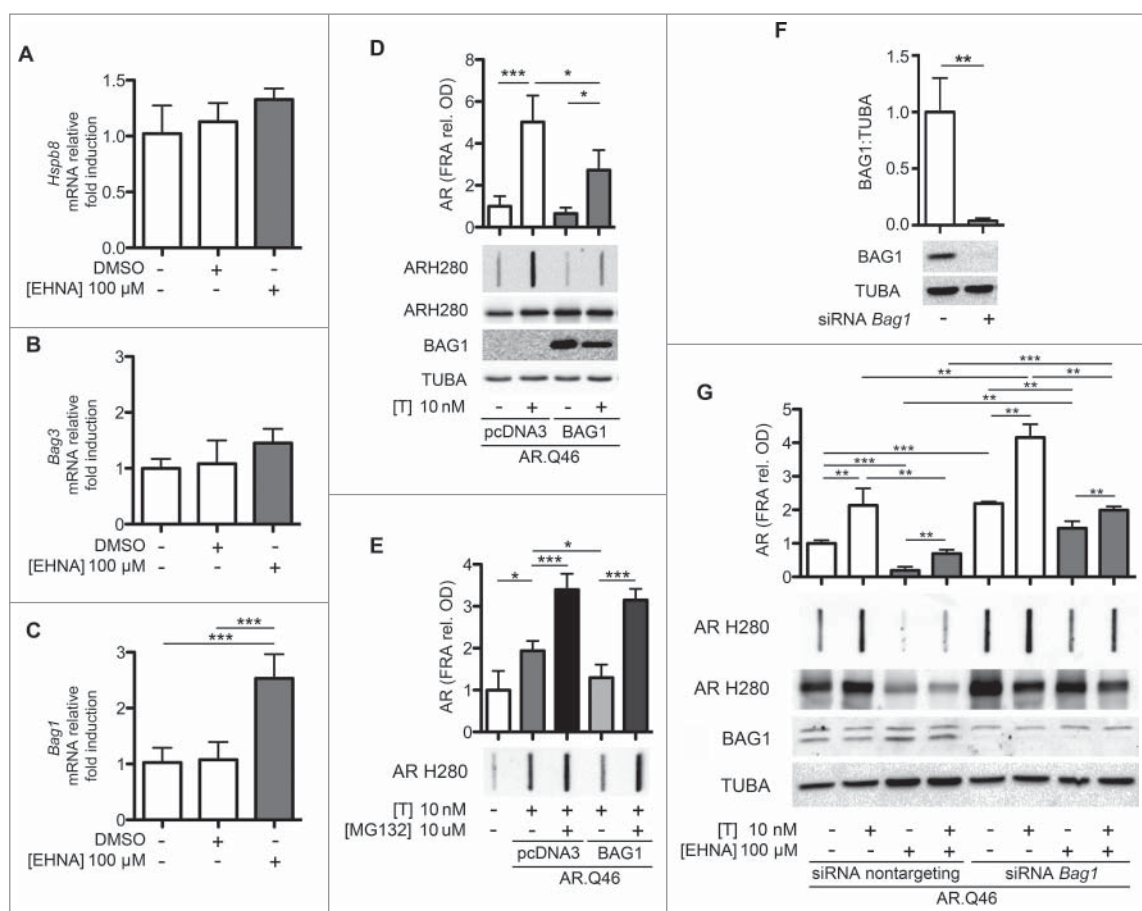 A
Hspb8
mRNA relative
fold induction
1.5
1.0
0.5
0.0
DMSO - + -
[EHNA] 100 µM - - +
B
Bag3
mRNA relative
fold induction
3
2
1
0
DMSO - + -
[EHNA] 100 µM - - +
C
*** 
***
Bag1
mRNA relative
fold induction
3
2
1
0
DMSO - + -
[EHNA] 100 µM - - +
D
*** *
*
AR (FRA rel. OD)
8
6
4
2
0
ARH280
ARH280
BAG1
TUBA
[T] 10 nM - + - +
pcDNA3 BAG1
AR.Q46
E
*
* *** ***
AR (FRA rel. OD)
4
3
2
1
0
AR H280
[T] 10 nM - + + + +
[MG132] 10 uM - - + - +
pcDNA3 BAG1
AR.Q46
F
**
BAG1:TUBA
1.5
1.0
0.5
0.0
BAG1
TUBA
- +
siRNA Bag1
G
***
** **
**
**
*** **
***
** ** **
**
AR (FRA rel. OD)
5
4
3
2
1
0
AR H280
AR H280
BAG1
TUBA
[T] 10 nM - + - + - + - +
[EHNA] 100 µM - - + + - - + +
siRNA nontargeting siRNA Bag1
AR.Q46